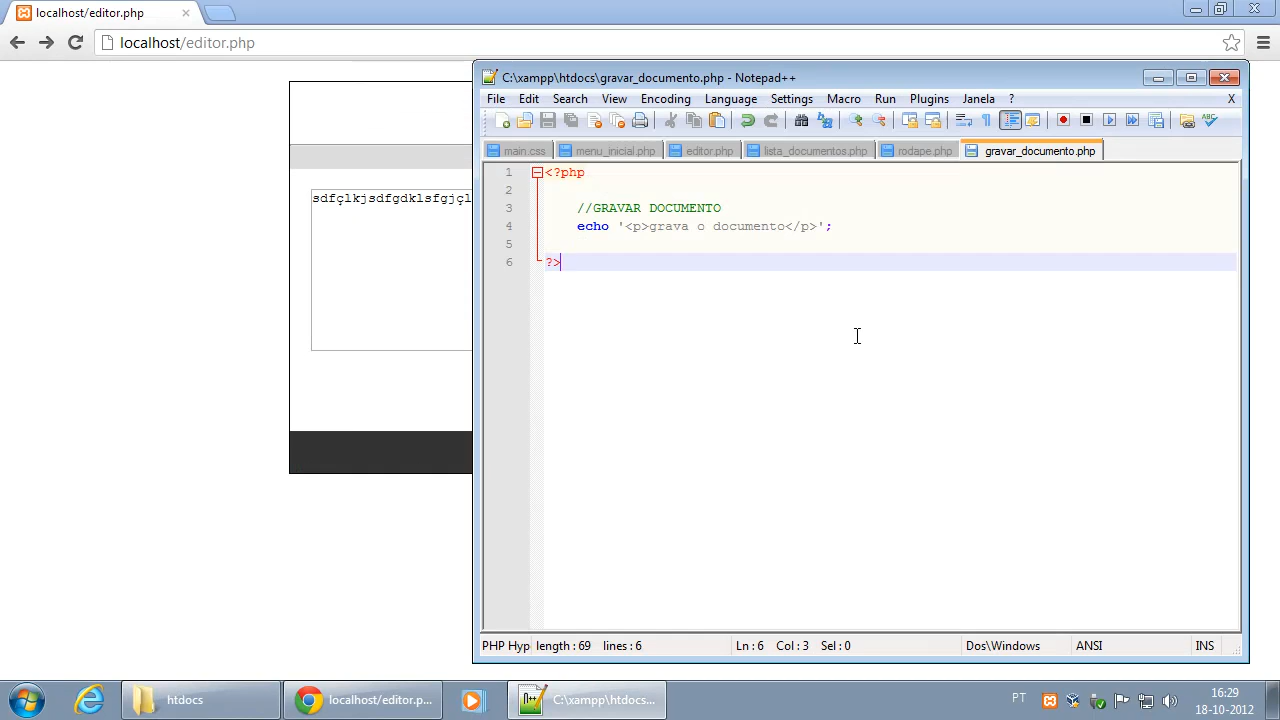 localhost/editor.php
localhost/editor.php
C:\xampp\htdocs\gravar_documento.php - Notepad++
File Edit Search View Encoding Language Settings Macro Run Plugins Janela ? X
main.css menu_inicial.php editor.php lista_documentos.php rodape.php gravar_documento.php
sdfçlkjsdfgdklsfgjçl
1 <?php
2
3 //GRAVAR DOCUMENTO
4 echo '<p>grava o documento</p>';
5
6 ?>
PHP Hyp length : 69 lines : 6 Ln : 6 Col : 3 Sel : 0 Dos\Windows ANSI INS
htdocs localhost/editor.p... C:\xampp\htdocs... PT 16:29
18-10-2012